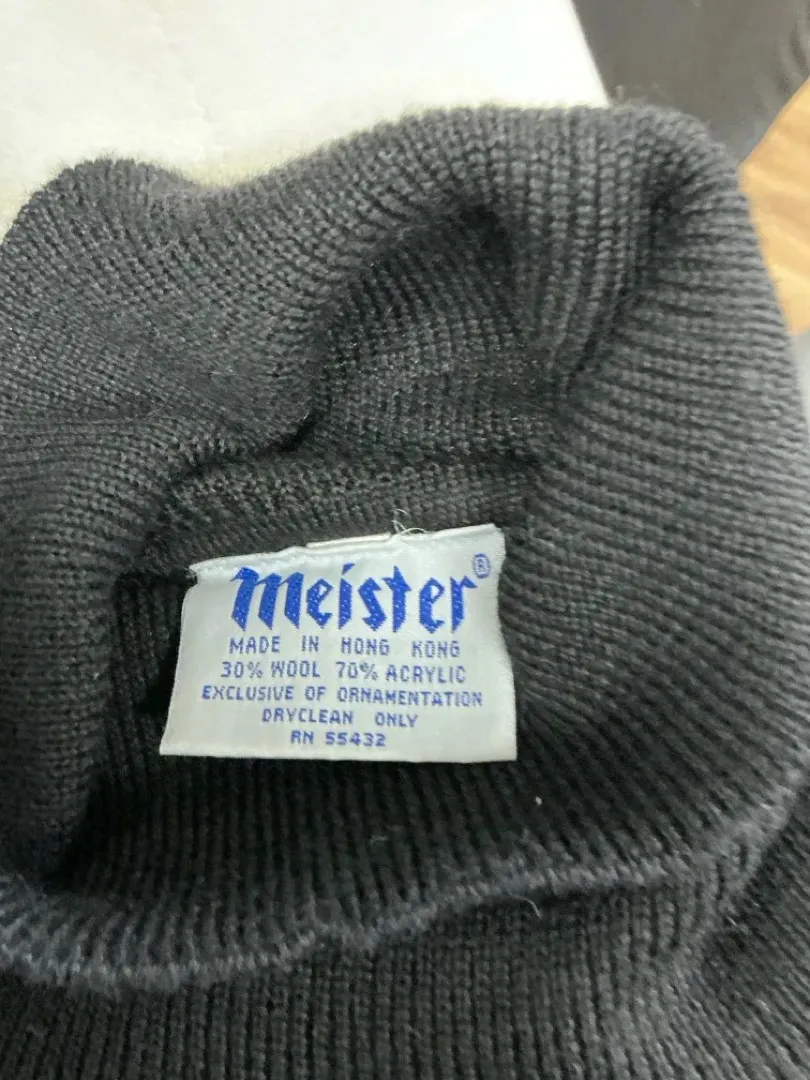 Meister®
MADE IN HONG KONG
30% WOOL 70% ACRYLIC
EXCLUSIVE OF ORNAMENTATION
DRYCLEAN ONLY
RN 55432